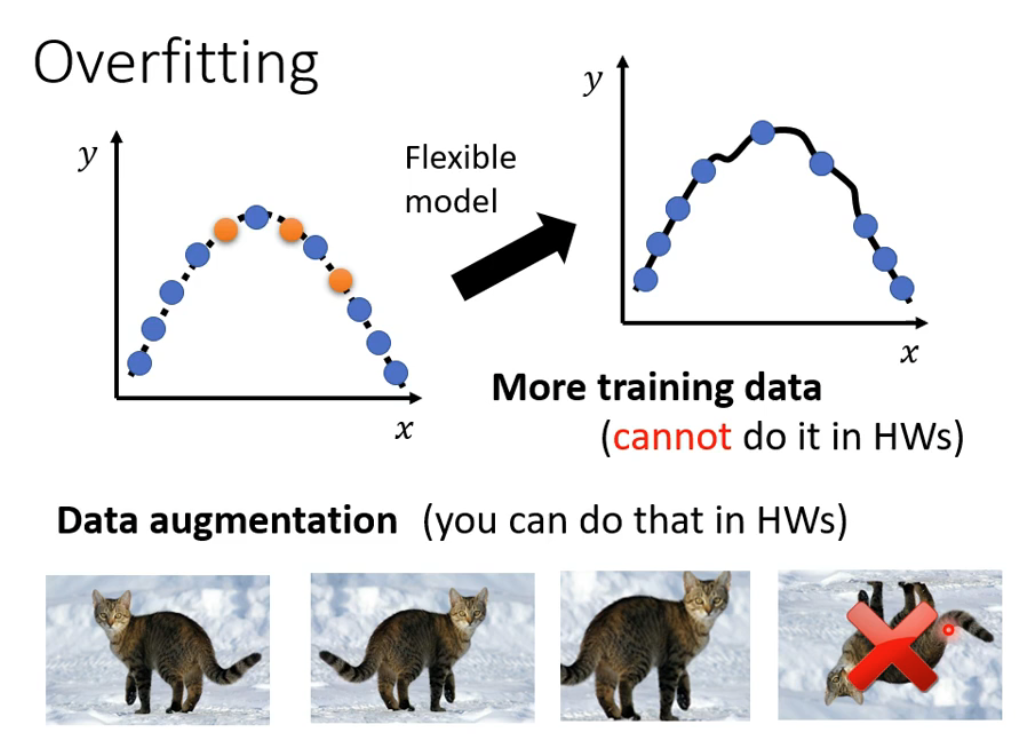 Overfitting
y
x
Flexible
model
y
x
More training data
(cannot do it in HWs)
Data augmentation (you can do that in HWs)